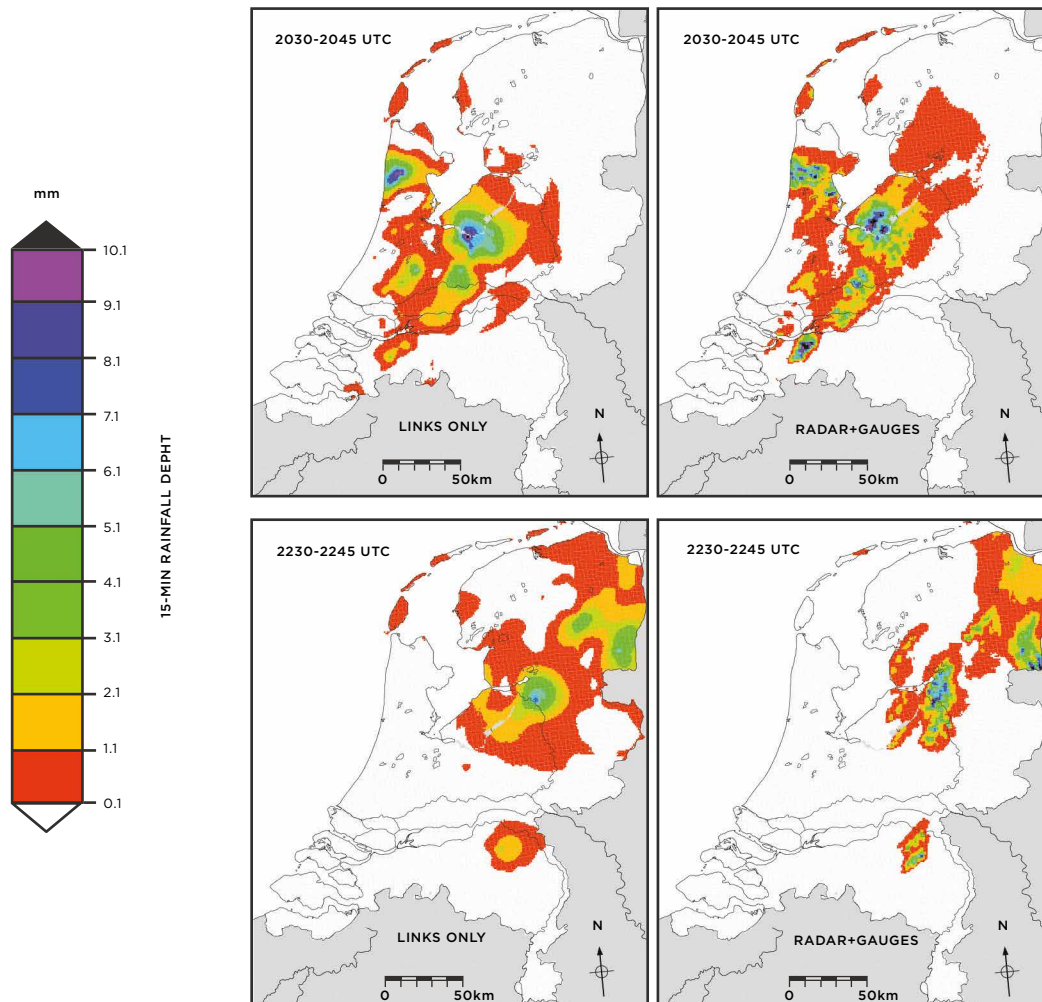 mm
10.1
9.1
8.1
7.1
6.1
5.1
4.1
3.1
2.1
1.1
0.1
15-MIN RAINFALL DEPHT
2030-2045 UTC
LINKS ONLY
N
0 50km
2030-2045 UTC
RADAR+GAUGES
N
0 50km
2230-2245 UTC
LINKS ONLY
N
0 50km
2230-2245 UTC
RADAR+GAUGES
N
0 50km